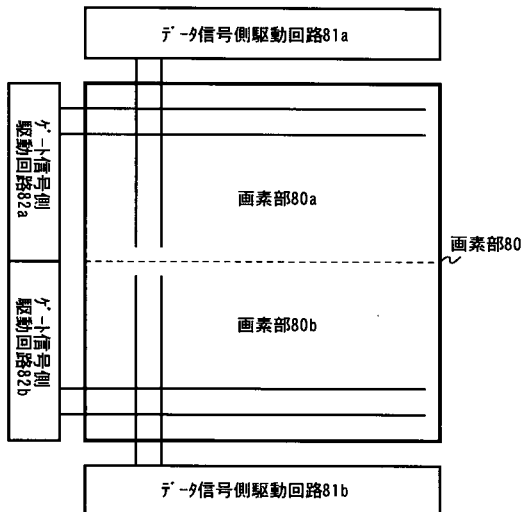 データ信号側駆動回路81a
ゲート信号側
駆動回路82a
画素部80a
画素部80
ゲート信号側
駆動回路82b
画素部80b
データ信号側駆動回路81b